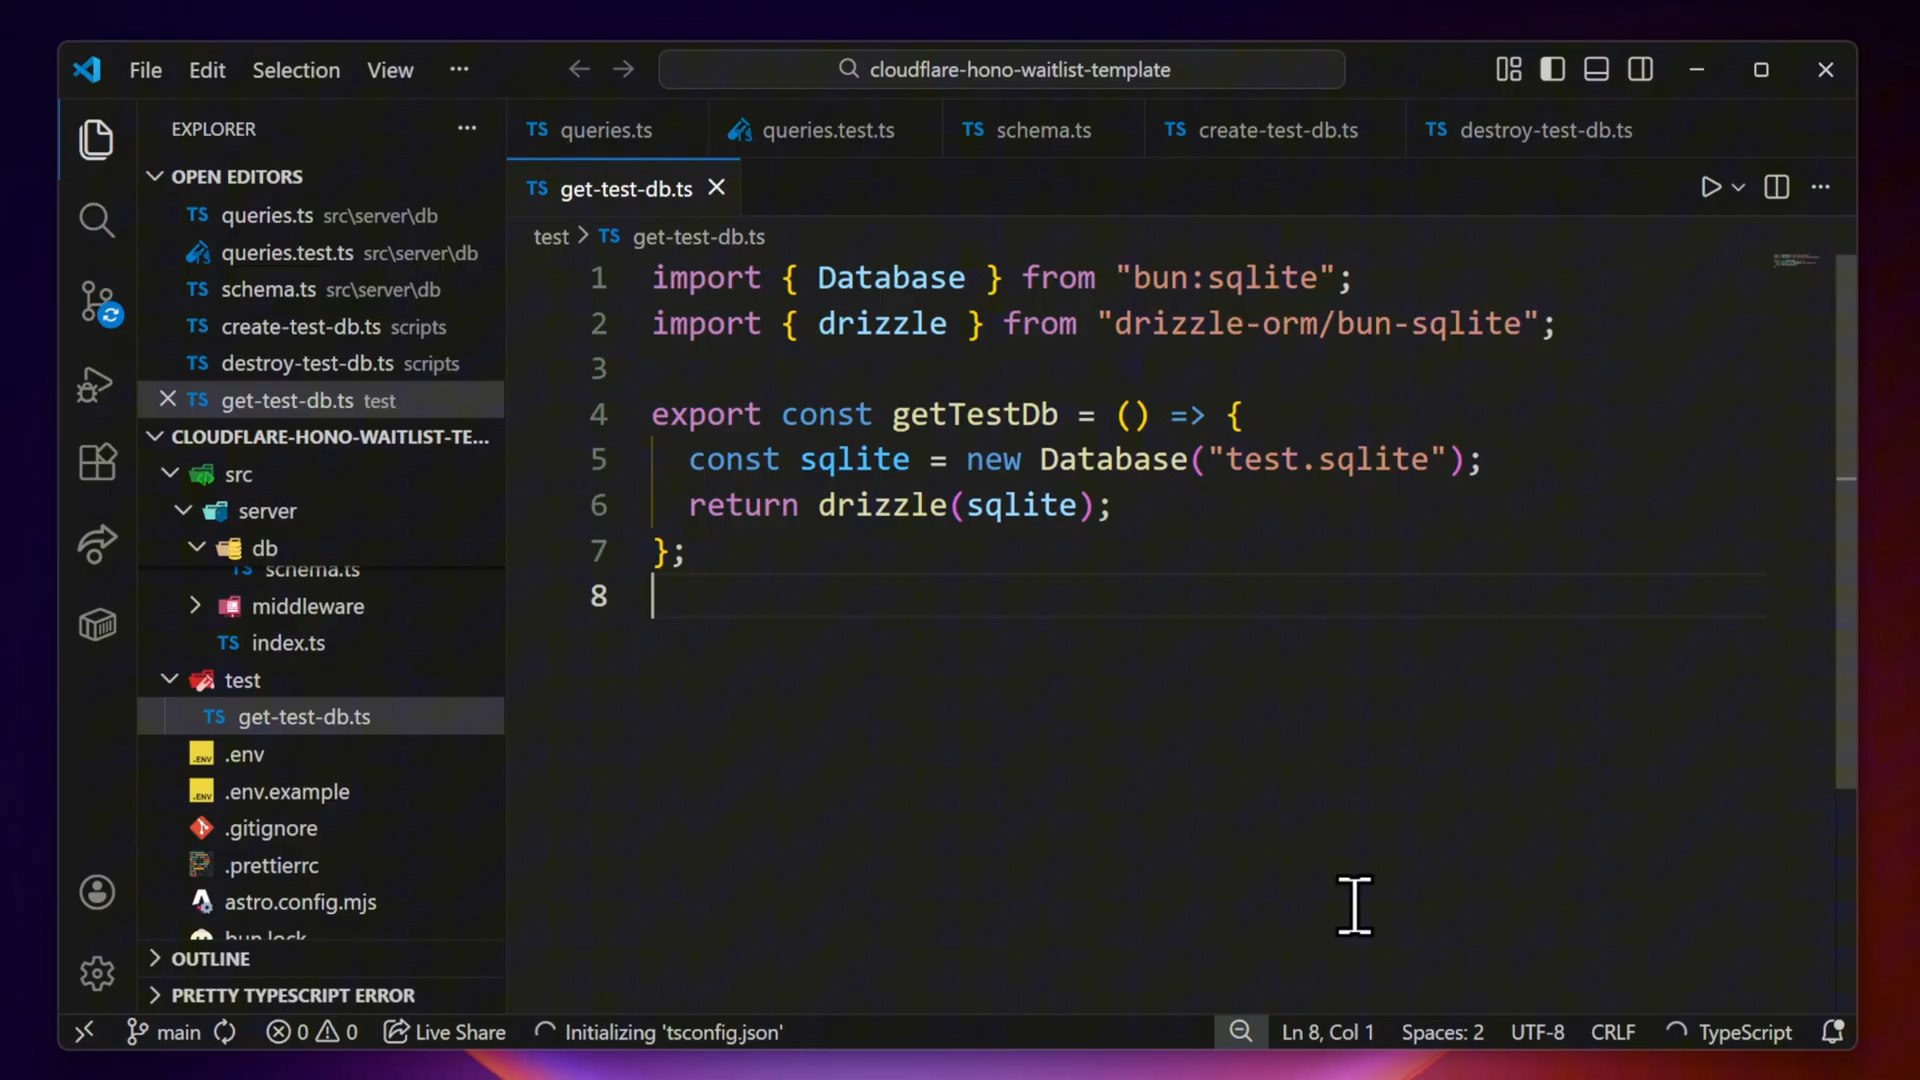 File Edit Selection View ···
cloudflare-hono-waitlist-template
EXPLORER ···
OPEN EDITORS
TS queries.ts src\server\db
queries.test.ts src\server\db
TS schema.ts src\server\db
TS create-test-db.ts scripts
TS destroy-test-db.ts scripts
TS get-test-db.ts test
CLOUDFLARE-HONO-WAITLIST-TE...
src
server
db
TS schema.ts
middleware
TS index.ts
test
TS get-test-db.ts
.ENV .env
.ENV .env.example
.gitignore
.prettierrc
astro.config.mjs
bun.lock
OUTLINE
PRETTY TYPESCRIPT ERROR
TS queries.ts
queries.test.ts
TS schema.ts
TS create-test-db.ts
TS destroy-test-db.ts
TS get-test-db.ts
test > TS get-test-db.ts
1 import { Database } from "bun:sqlite";
2 import { drizzle } from "drizzle-orm/bun-sqlite";
3
4 export const getTestDb = () => {
5 const sqlite = new Database("test.sqlite");
6 return drizzle(sqlite);
7 };
8
main 0 0 Live Share Initializing 'tsconfig.json' Ln 8, Col 1 Spaces: 2 UTF-8 CRLF TypeScript